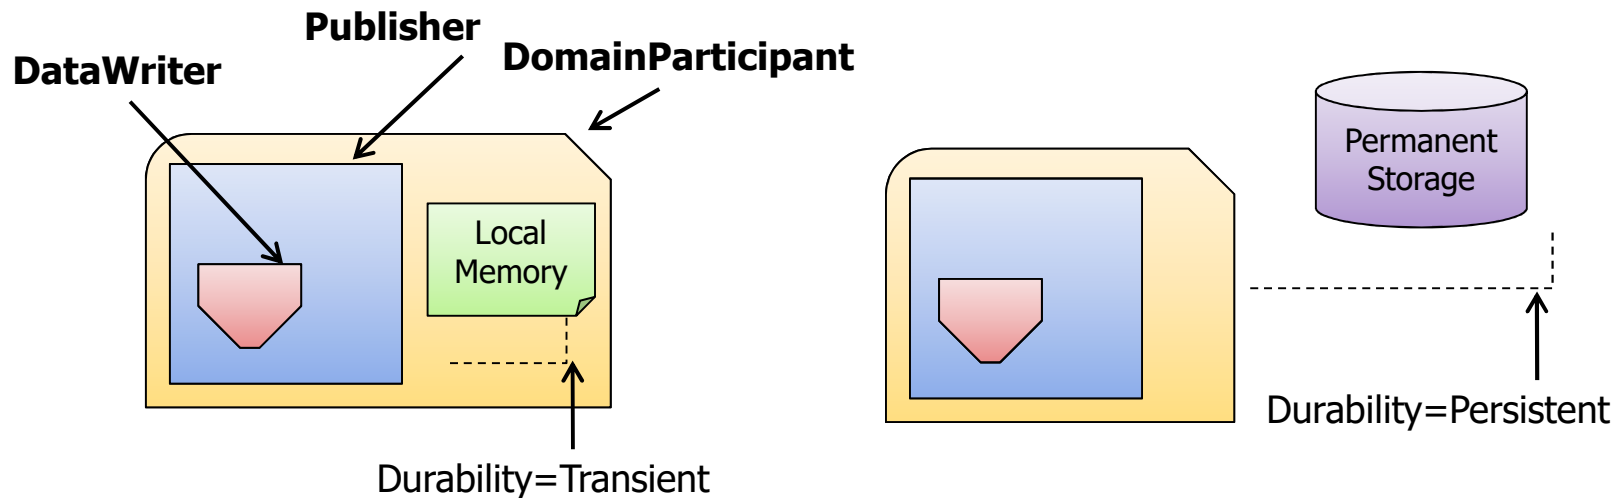 Publisher
DataWriter
DomainParticipant
Local
Memory
Durability=Transient
Permanent
Storage
Durability=Persistent